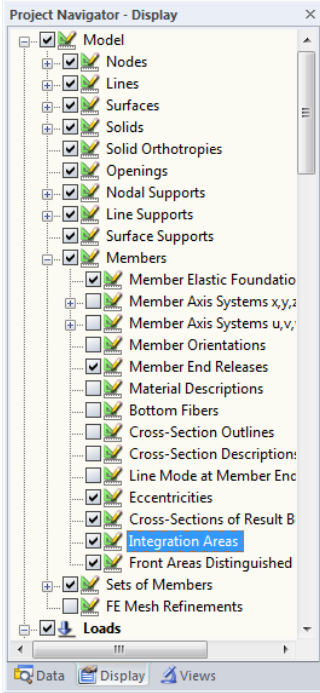 Project Navigator - Display
Model
Nodes
Lines
Surfaces
Solids
Solid Orthotropies
Openings
Nodal Supports
Line Supports
Surface Supports
Members
Member Elastic Foundatio
Member Axis Systems x,y,z
Member Axis Systems u,v,
Member Orientations
Member End Releases
Material Descriptions
Bottom Fibers
Cross-Section Outlines
Cross-Section Descriptions
Line Mode at Member End
Eccentricities
Cross-Sections of Result B
Integration Areas
Front Areas Distinguished
Sets of Members
FE Mesh Refinements
Loads
Data Display Views